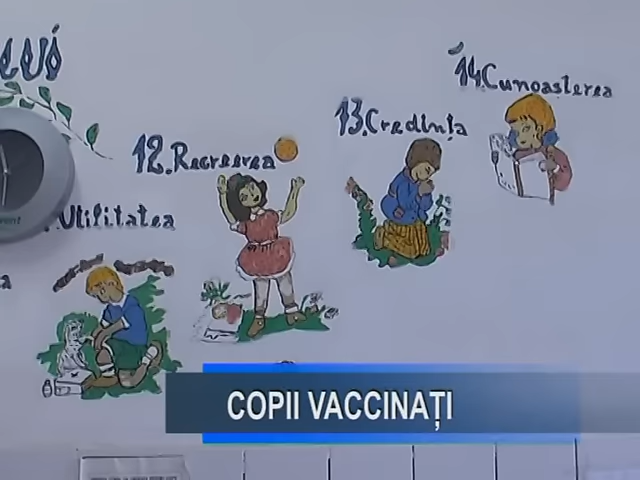 12. Recreerea
13. Credința
14. Cunoasterea
Utilitatea
COPII VACCINAȚI